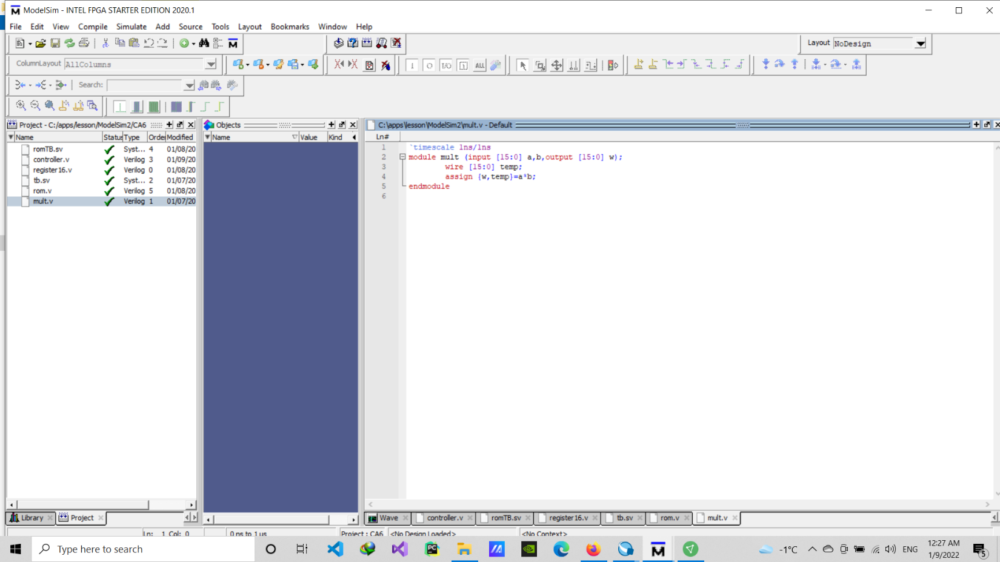 ModelSim - INTEL FPGA STARTER EDITION 2020.1
File Edit View Compile Simulate Add Source Tools Layout Bookmarks Window Help
Layout NoDesign
ColumnLayout AllColumns
ALL
Search:
Project - C:/apps/lesson/ModelSim2/CA6
Name Status Type Order Modified
romTB.sv Syst... 4 01/08/20
controller.v Verilog 3 01/09/20
register16.v Verilog 0 01/08/20
tb.sv Syst... 2 01/07/20
rom.v Verilog 5 01/08/20
mult.v Verilog 1 01/07/20
Library Project
Objects
Name Value Kind
C:\apps\lesson\ModelSim2\mult.v - Default
Ln#
1 `timescale 1ns/1ns
2 module mult (input [15:0] a,b,output [15:0] w);
3 wire [15:0] temp;
4 assign {w,temp}=a*b;
5 endmodule
6
Wave controller.v romTB.sv register16.v tb.sv rom.v mult.v
Ln: 1 Col: 0 0 ns to 1 us Project : CA6 <No Design Loaded> <No Context>
Type here to search
PC
-1°C ENG
12:27 AM
1/9/2022
5